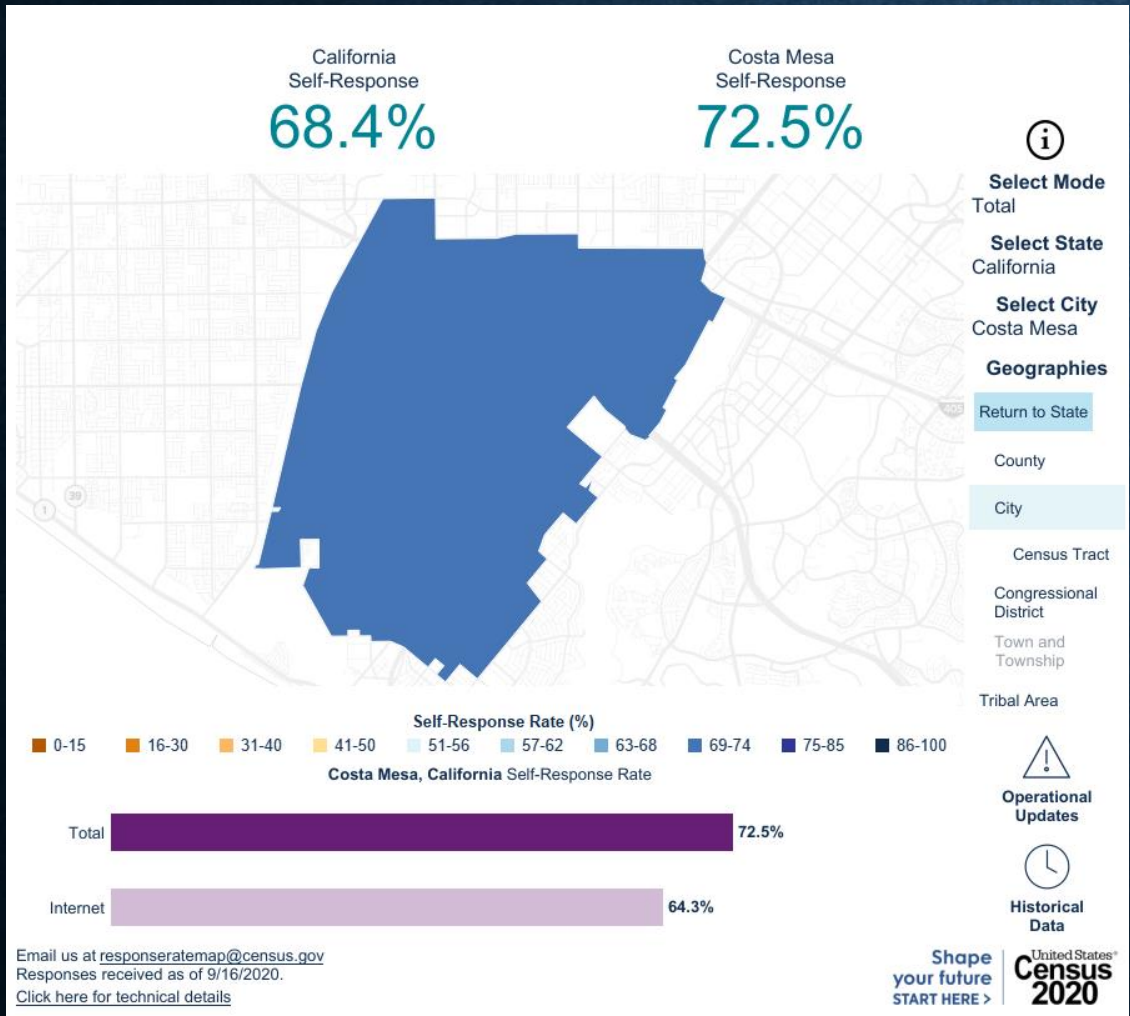 California
Self-Response
68.4%
Costa Mesa
Self-Response
72.5%
i
Select Mode
Total
Select State
California
Select City
Costa Mesa
Geographies
Return to State
County
City
Census Tract
Congressional
District
Town and
Township
Tribal Area
405
39
1
Self-Response Rate (%)
0-15 16-30 31-40 41-50 51-56 57-62 63-68 69-74 75-85 86-100
Costa Mesa, California Self-Response Rate
Total 72.5%
Internet 64.3%
Operational
Updates
Historical
Data
Email us at responseratemap@census.gov
Responses received as of 9/16/2020.
Click here for technical details
Shape
your future
START HERE >
United States®
Census
2020